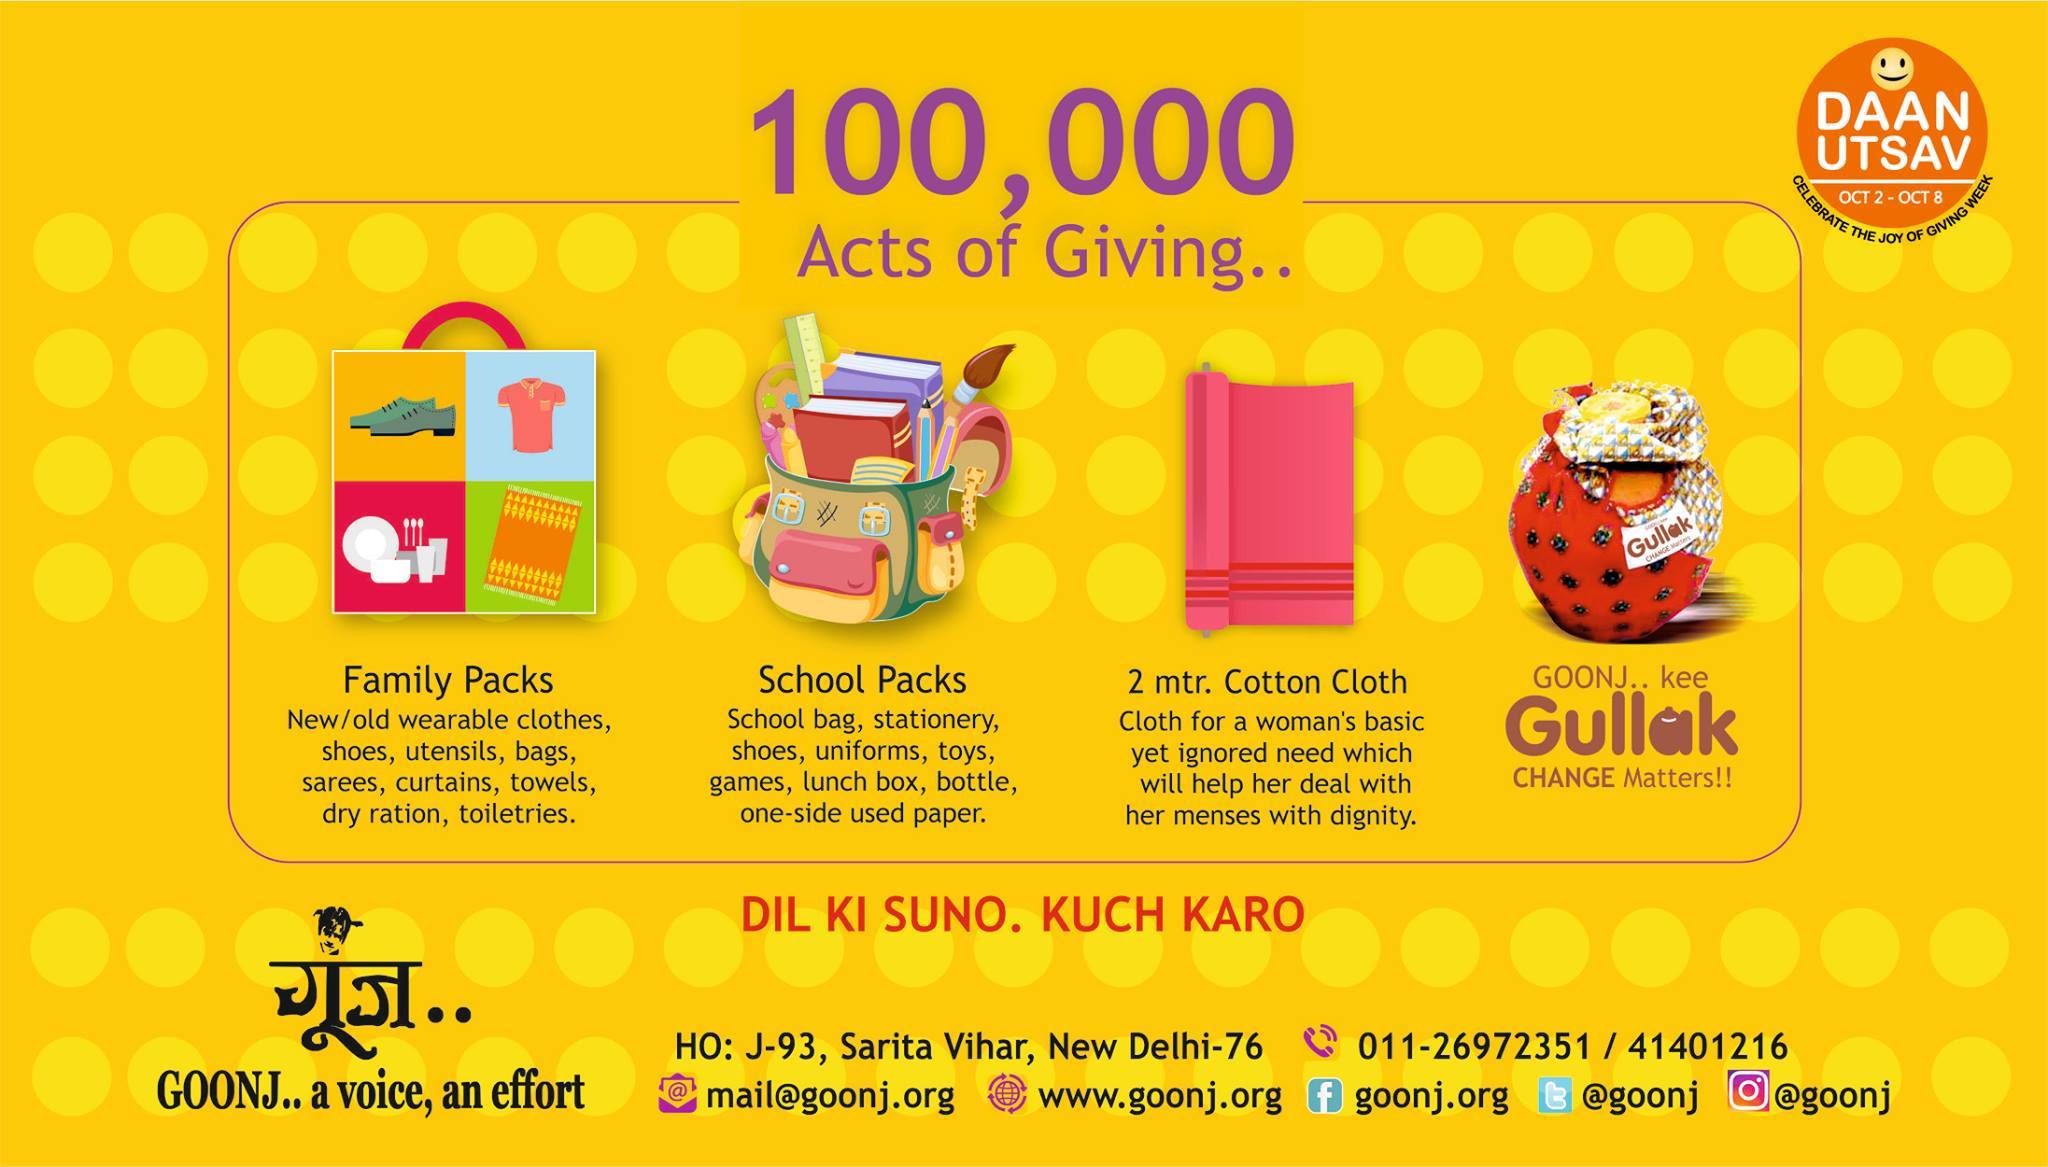 100,000
Acts of Giving..
DAAN
UTSAV
OCT 2 - OCT 8
CELEBRATE THE JOY OF GIVING WEEK
Family Packs
New/old wearable clothes,
shoes, utensils, bags,
sarees, curtains, towels,
dry ration, toiletries.
School Packs
School bag, stationery,
shoes, uniforms, toys,
games, lunch box, bottle,
one-side used paper.
2 mtr. Cotton Cloth
Cloth for a woman's basic
yet ignored need which
will help her deal with
her menses with dignity.
GOONJ.. kee
Gullak
CHANGE Matters
GOONJ.. kee
Gullak
CHANGE Matters!!
DIL KI SUNO. KUCH KARO
गूंज..
GOONJ.. a voice, an effort
HO: J-93, Sarita Vihar, New Delhi-76 011-26972351 / 41401216
mail@goonj.org www.goonj.org goonj.org @goonj @goonj